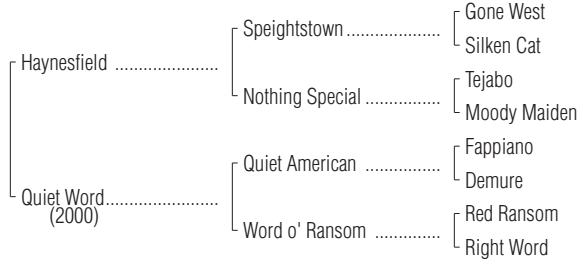 Gone West
Speightstown
Silken Cat
Haynesfield
Tejabo
Nothing Special
Moody Maiden
Fappiano
Quiet American
Demure
Quiet Word
(2000)
Red Ransom
Word o' Ransom
Right Word